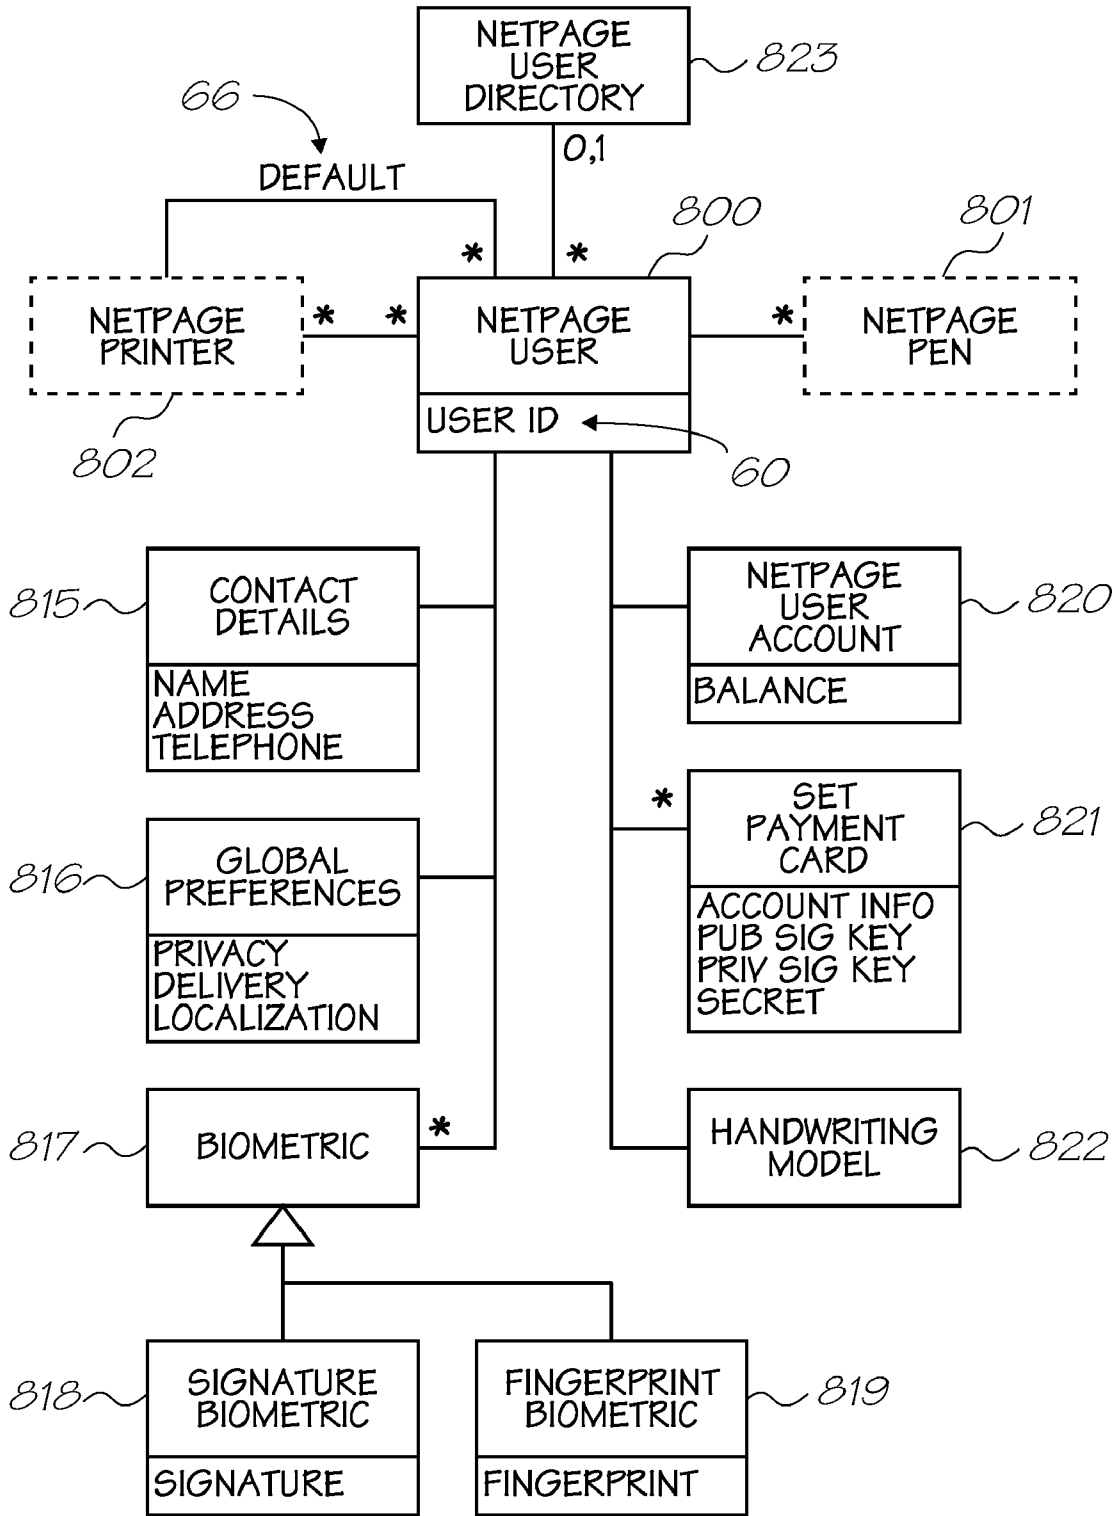 NETPAGE
USER
DIRECTORY
823
66
0,1
DEFAULT
800
801
*
*
NETPAGE
PRINTER
*
*
NETPAGE
USER
*
NETPAGE
PEN
USER ID
802
60
815
CONTACT
DETAILS
NAME
ADDRESS
TELEPHONE
NETPAGE
USER
ACCOUNT
820
BALANCE
*
SET
PAYMENT
CARD
821
ACCOUNT INFO
PUB SIG KEY
PRIV SIG KEY
SECRET
816
GLOBAL
PREFERENCES
PRIVACY
DELIVERY
LOCALIZATION
817
BIOMETRIC
*
HANDWRITING
MODEL
822
818
SIGNATURE
BIOMETRIC
SIGNATURE
FINGERPRINT
BIOMETRIC
819
FINGERPRINT